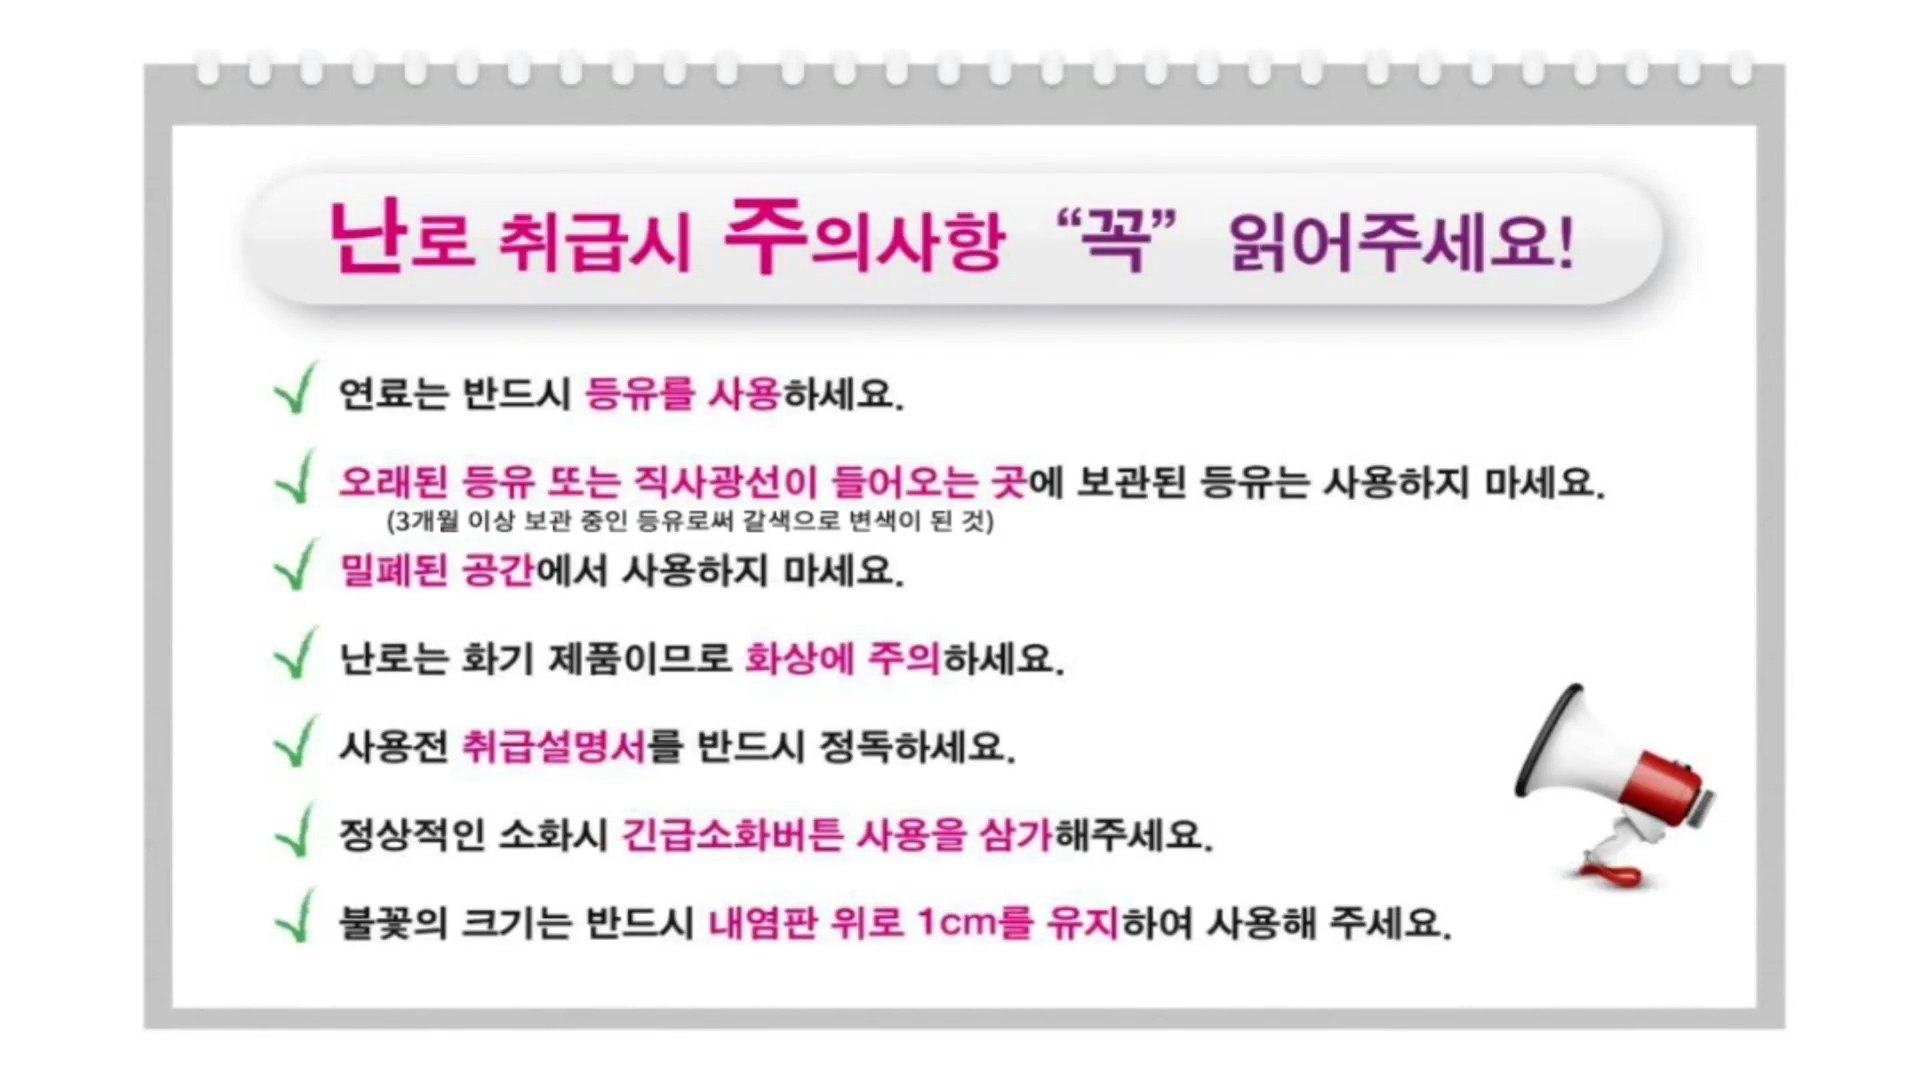 난로 취급시 주의사항 “꼭” 읽어주세요!
연료는 반드시 등유를 사용하세요.
오래된 등유 또는 직사광선이 들어오는 곳에 보관된 등유는 사용하지 마세요.
(3개월 이상 보관 중인 등유로써 갈색으로 변색이 된 것)
밀폐된 공간에서 사용하지 마세요.
난로는 화기 제품이므로 화상에 주의하세요.
사용전 취급설명서를 반드시 정독하세요.
정상적인 소화시 긴급소화버튼 사용을 삼가해주세요.
불꽃의 크기는 반드시 내염판 위로 1cm를 유지하여 사용해 주세요.